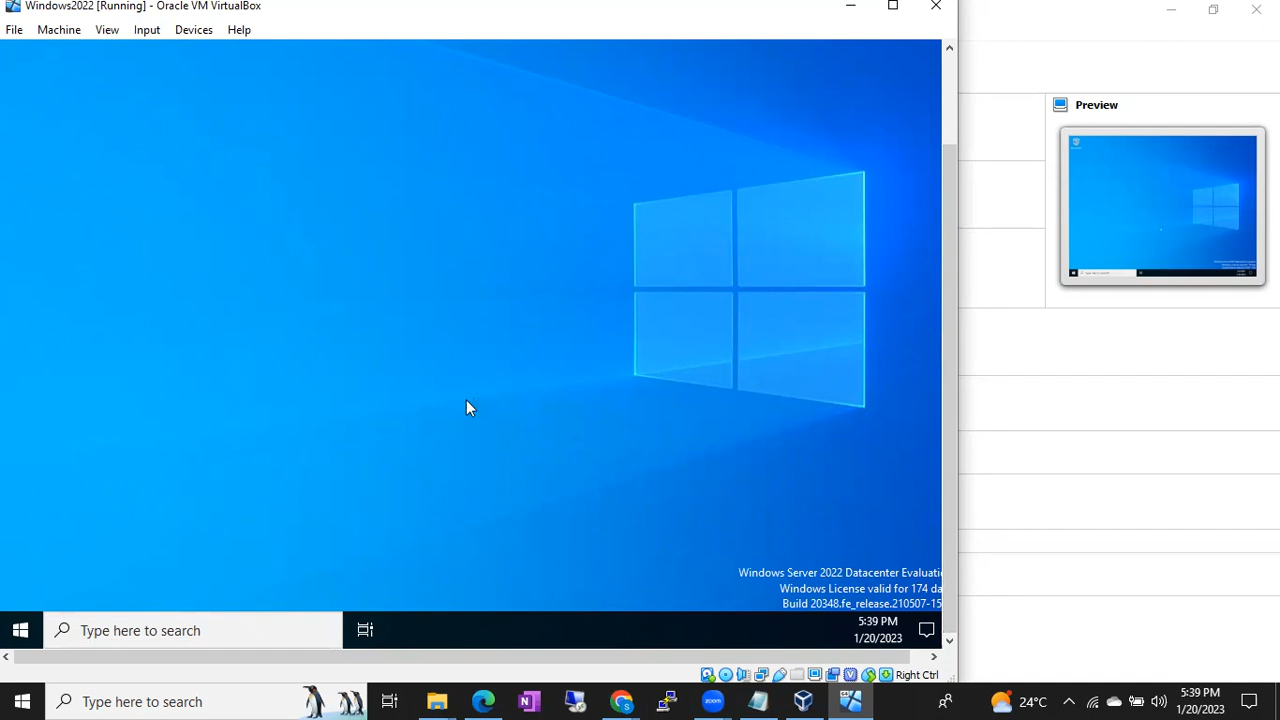 Windows2022 [Running] - Oracle VM VirtualBox
File Machine View Input Devices Help
Preview
Windows Server 2022 Datacenter Evaluati
Windows License valid for 174 da
Build 20348.fe_release.210507-15
Type here to search
5:39 PM
1/20/2023
Right Ctrl
Type here to search
zoom
24°C
5:39 PM
1/20/2023